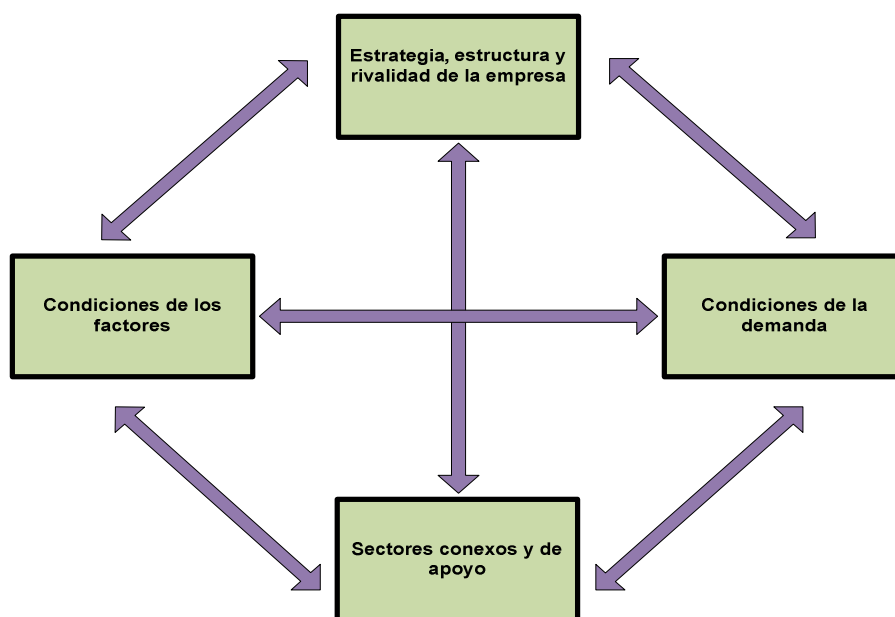 Estrategia, estructura y
rivalidad de la empresa
Condiciones de los
factores
Condiciones de la
demanda
Sectores conexos y de
apoyo